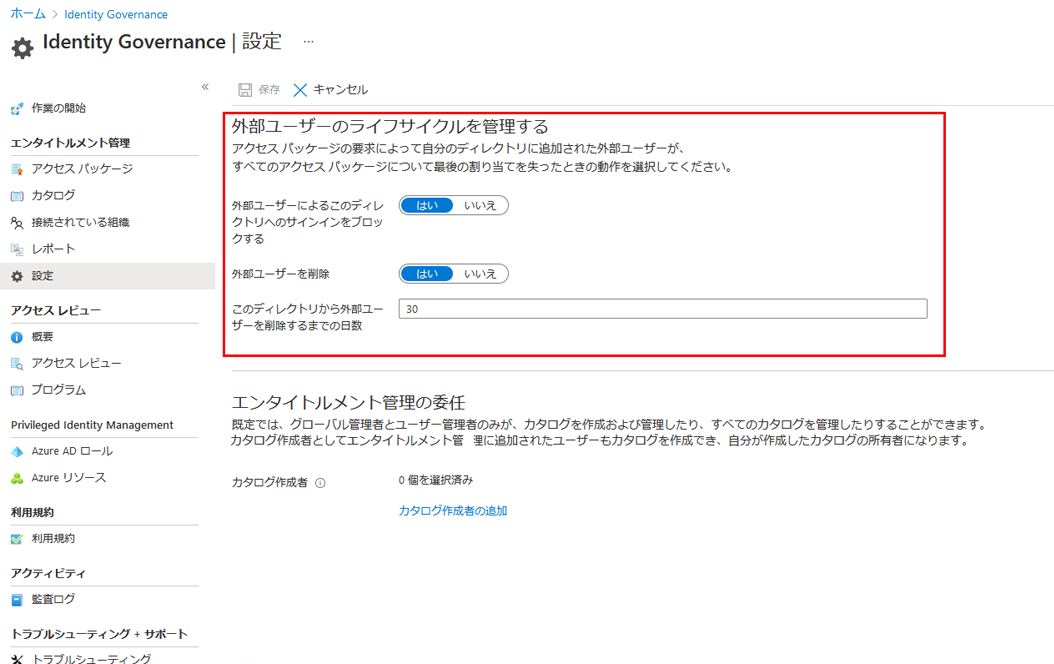 ホーム > Identity Governance
Identity Governance | 設定 …
«
保存 キャンセル
作業の開始
エンタイトルメント管理
アクセス パッケージ
カタログ
接続されている組織
レポート
設定
アクセス レビュー
概要
アクセス レビュー
プログラム
Privileged Identity Management
Azure AD ロール
Azure リソース
利用規約
利用規約
アクティビティ
監査ログ
トラブルシューティング + サポート
トラブルシューティング
外部ユーザーのライフサイクルを管理する
アクセス パッケージの要求によって自分のディレクトリに追加された外部ユーザーが、
すべてのアクセス パッケージについて最後の割り当てを失ったときの動作を選択してください。
外部ユーザーによるこのディレ
クトリへのサインインをブロッ
クする
はい いいえ
外部ユーザーを削除
はい いいえ
このディレクトリから外部ユー
ザーを削除するまでの日数
30
エンタイトルメント管理の委任
既定では、グローバル管理者とユーザー管理者のみが、カタログを作成および管理したり、すべてのカタログを管理したりすることができます。
カタログ作成者としてエンタイトルメント管 理に追加されたユーザーもカタログを作成でき、自分が作成したカタログの所有者になります。
カタログ作成者
0 個を選択済み
カタログ作成者の追加